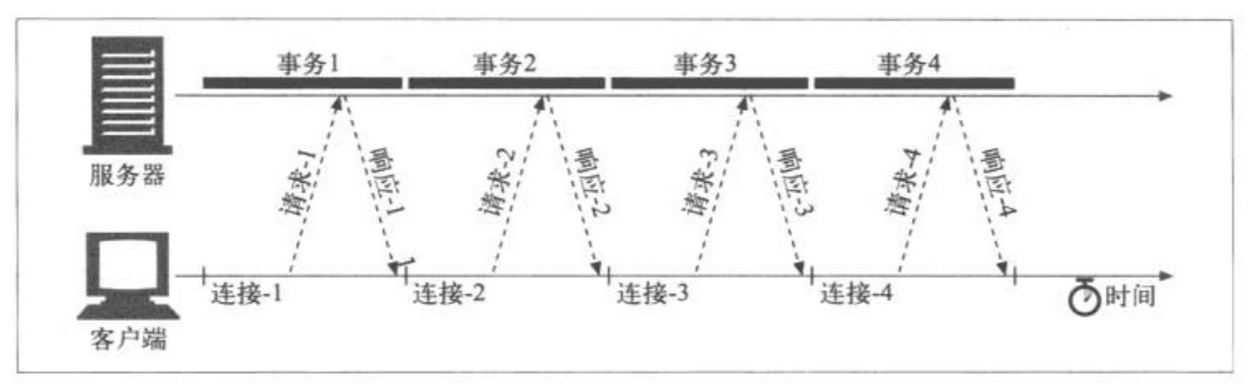 事务1
事务2
事务3
事务4
服务器
请求-1
响应-1
请求-2
响应-2
请求-3
响应-3
请求-4
响应-4
连接-1
连接-2
连接-3
连接-4
时间
客户端